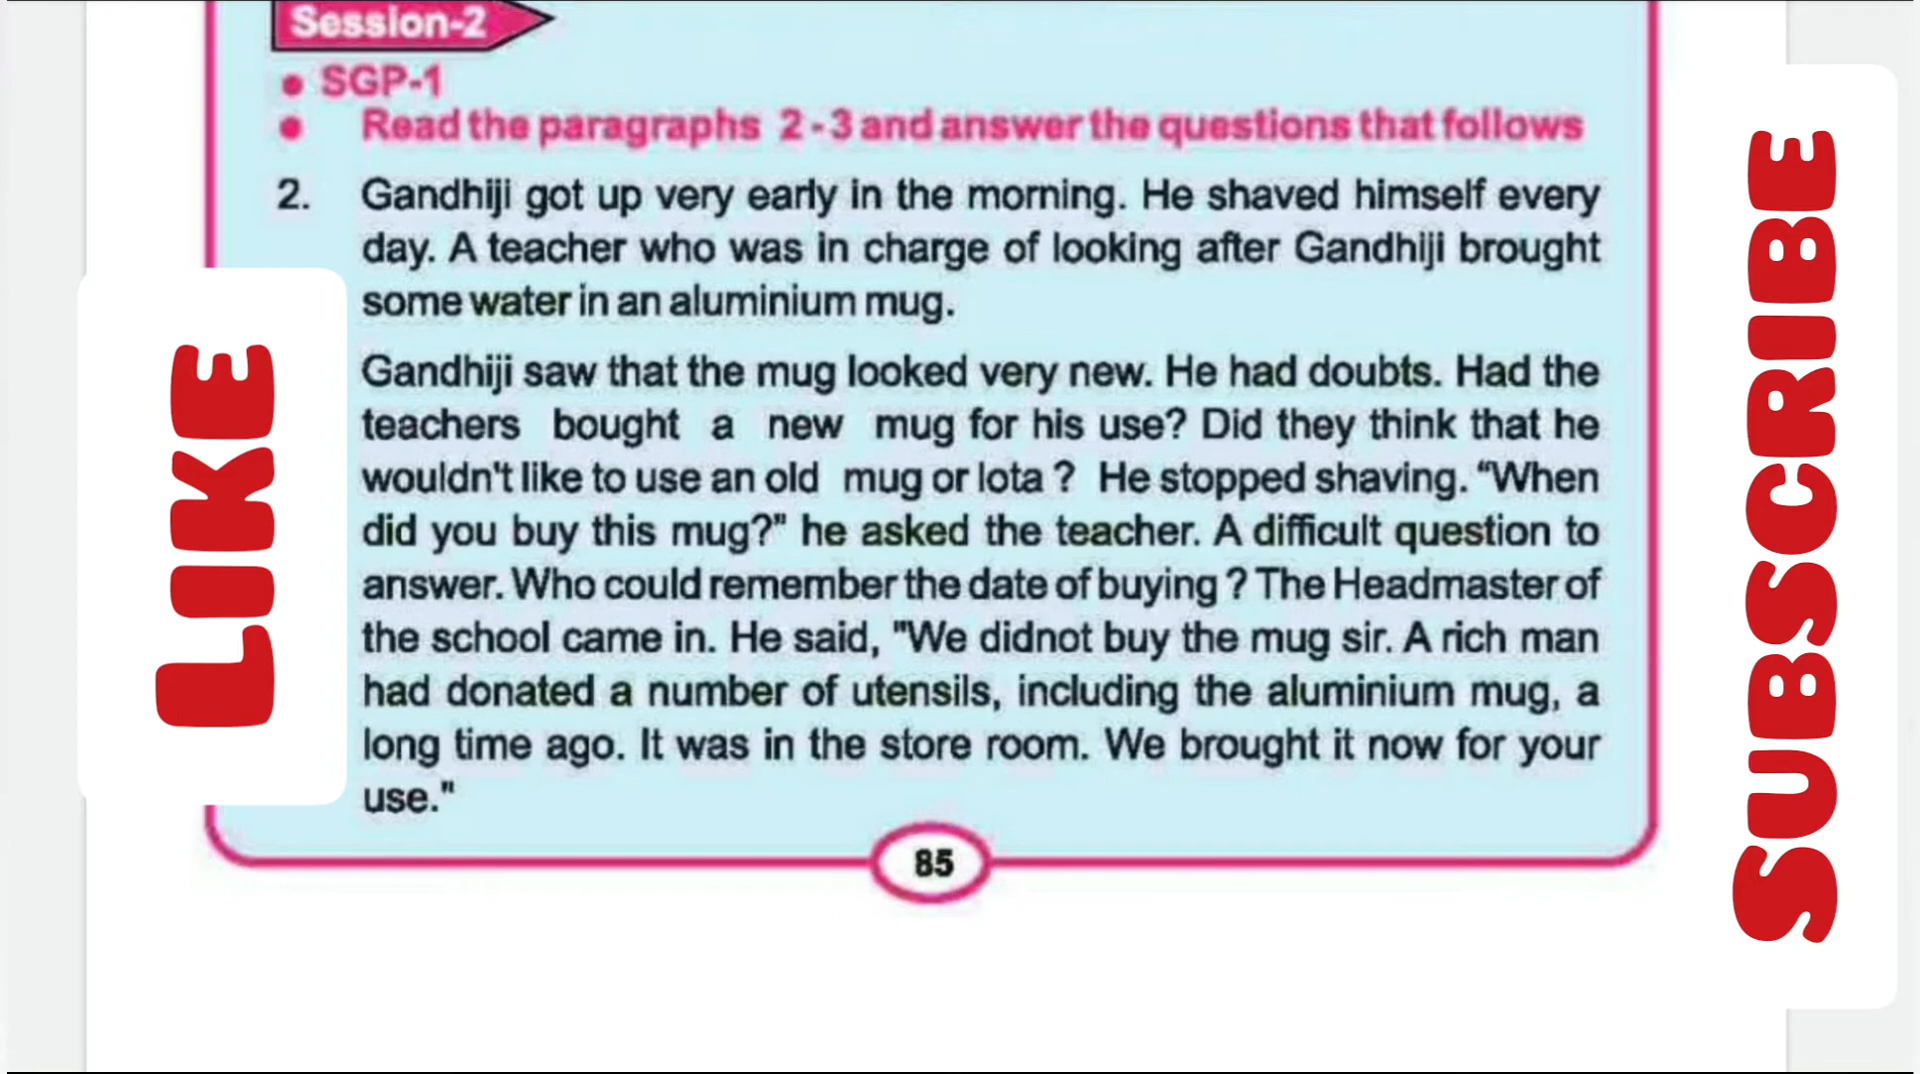 Session-2
• SGP-1
• Read the paragraphs 2-3 and answer the questions that follows
2. Gandhiji got up very early in the morning. He shaved himself every
day. A teacher who was in charge of looking after Gandhiji brought
some water in an aluminium mug.
Gandhiji saw that the mug looked very new. He had doubts. Had the
teachers bought a new mug for his use? Did they think that he
wouldn't like to use an old mug or lota ? He stopped shaving. “When
did you buy this mug?" he asked the teacher. A difficult question to
answer. Who could remember the date of buying ? The Headmaster of
the school came in. He said, "We didnot buy the mug sir. A rich man
had donated a number of utensils, including the aluminium mug, a
long time ago. It was in the store room. We brought it now for your
use."
85
LIKE
SUBSCRIBE